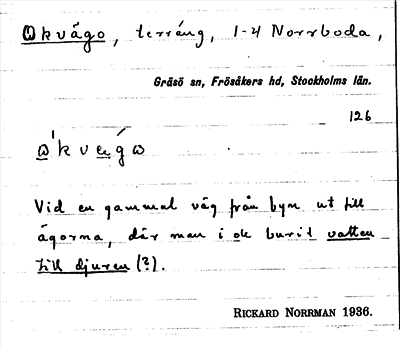 Okvägo, terräng, 1-4 Norrboda,
Gräsö sn, Frösåkers hd, Stockholms län.
126
Vid en gammal väg från byn ut till
ägorna, där man i ok burit vatten
till djuren (?).
RICKARD NORRMAN 1936.